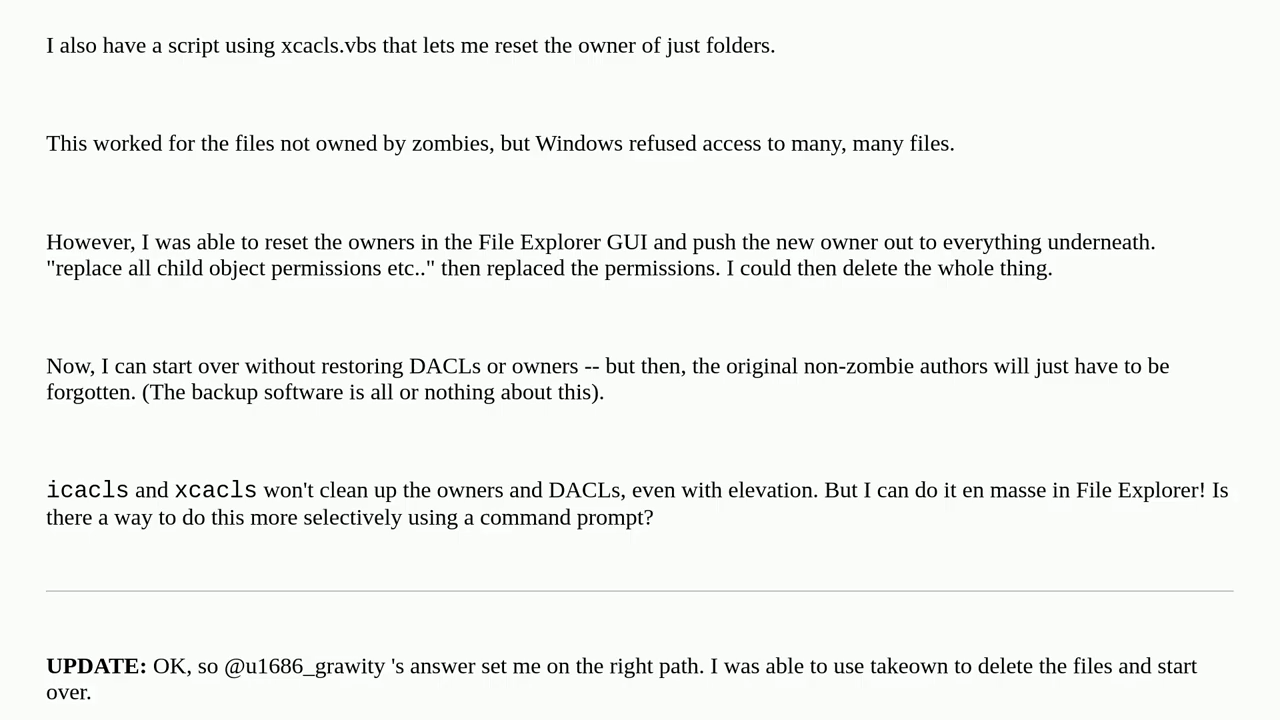 I also have a script using xcacls.vbs that lets me reset the owner of just folders.
This worked for the files not owned by zombies, but Windows refused access to many, many files.
However, I was able to reset the owners in the File Explorer GUI and push the new owner out to everything underneath.
"replace all child object permissions etc.." then replaced the permissions. I could then delete the whole thing.
Now, I can start over without restoring DACLs or owners -- but then, the original non-zombie authors will just have to be
forgotten. (The backup software is all or nothing about this).
icacls and xcacls won't clean up the owners and DACLs, even with elevation. But I can do it en masse in File Explorer! Is
there a way to do this more selectively using a command prompt?
UPDATE: OK, so @u1686_grawity 's answer set me on the right path. I was able to use takeown to delete the files and start
over.